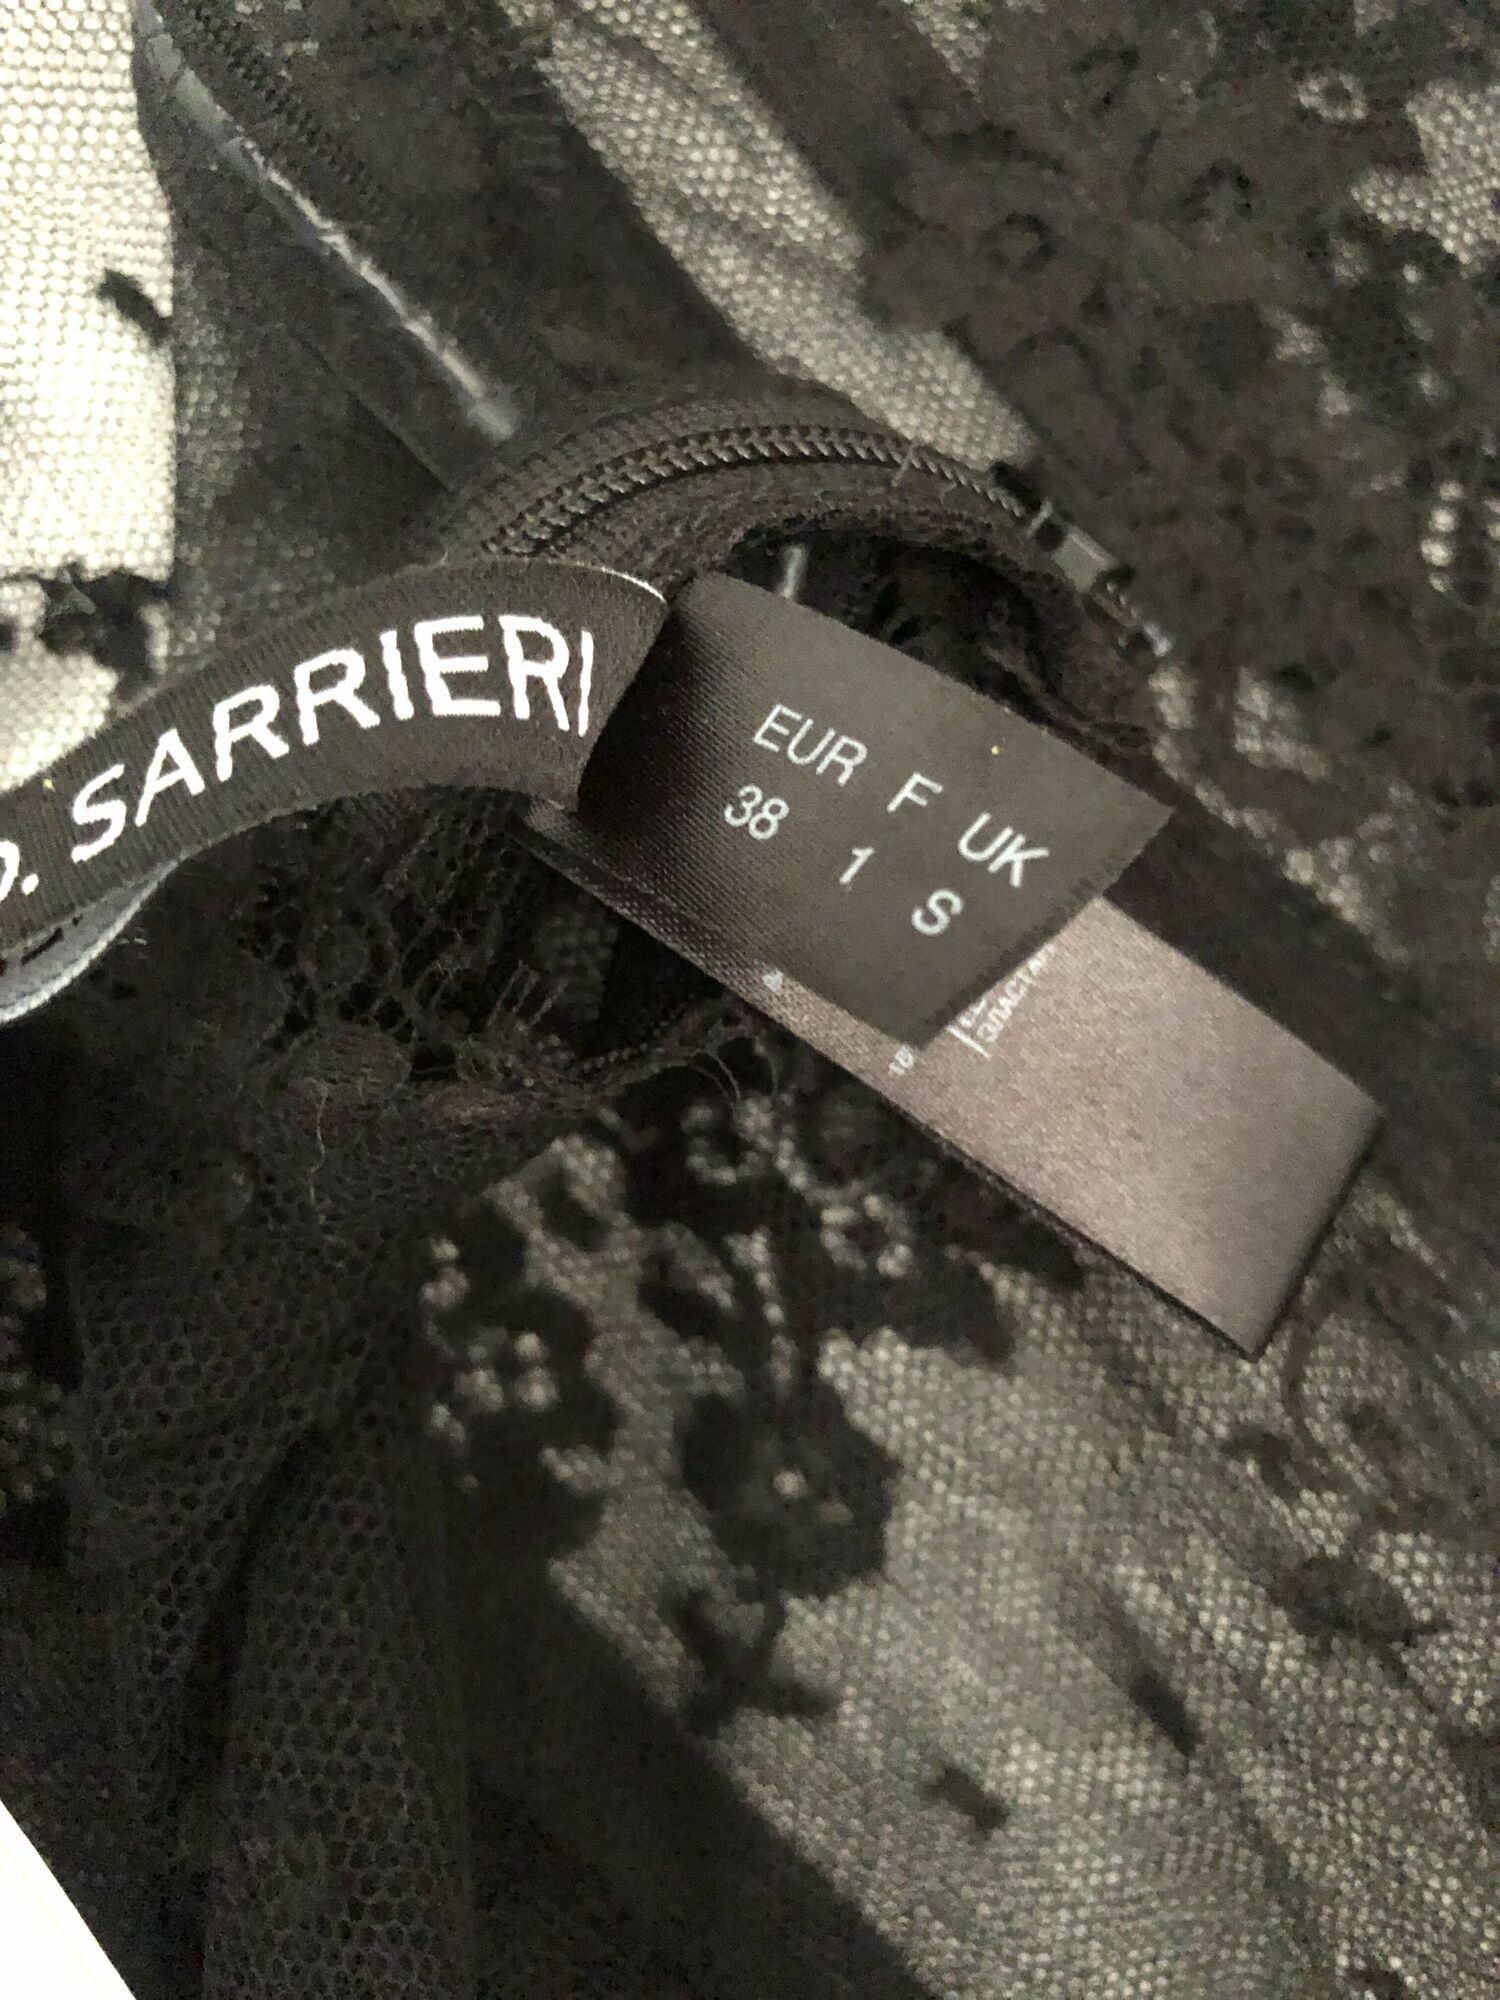 D. SARRIERI
EUR F UK
38 1 S